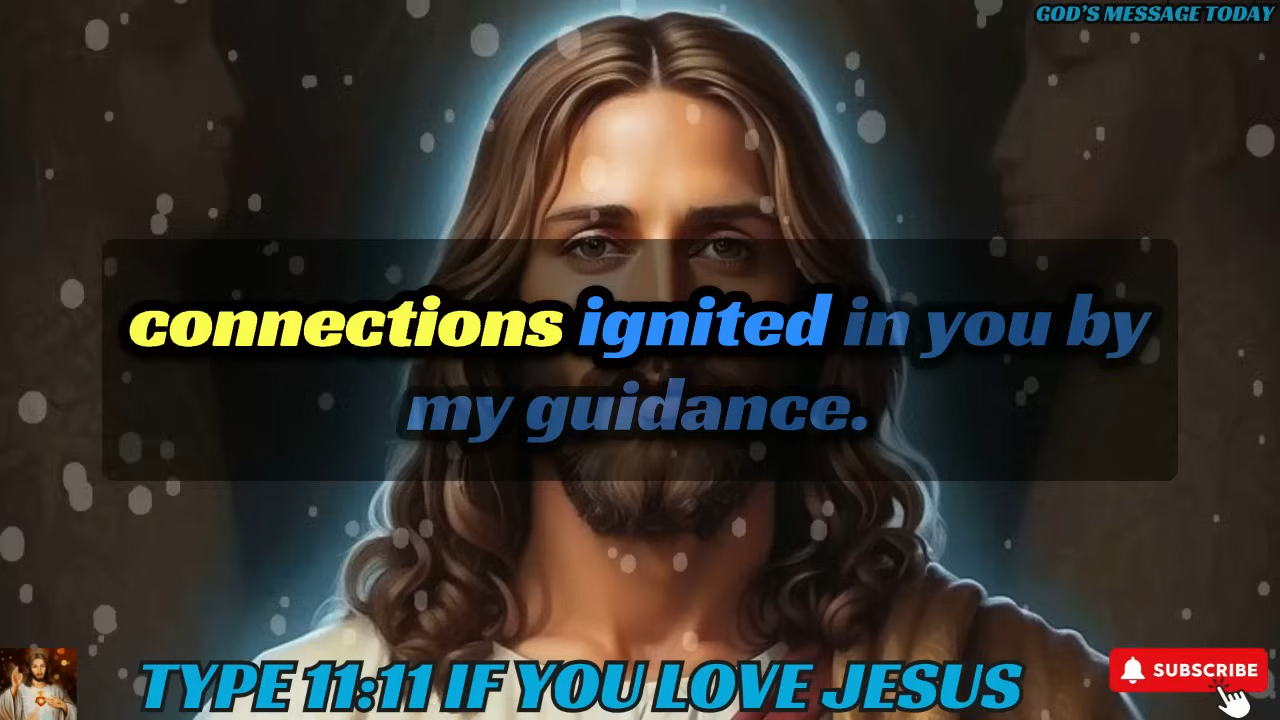 GOD'S MESSAGE TODAY
connections ignited in you by
my guidance.
TYPE 11:11 IF YOU LOVE JESUS
SUBSCRIBE